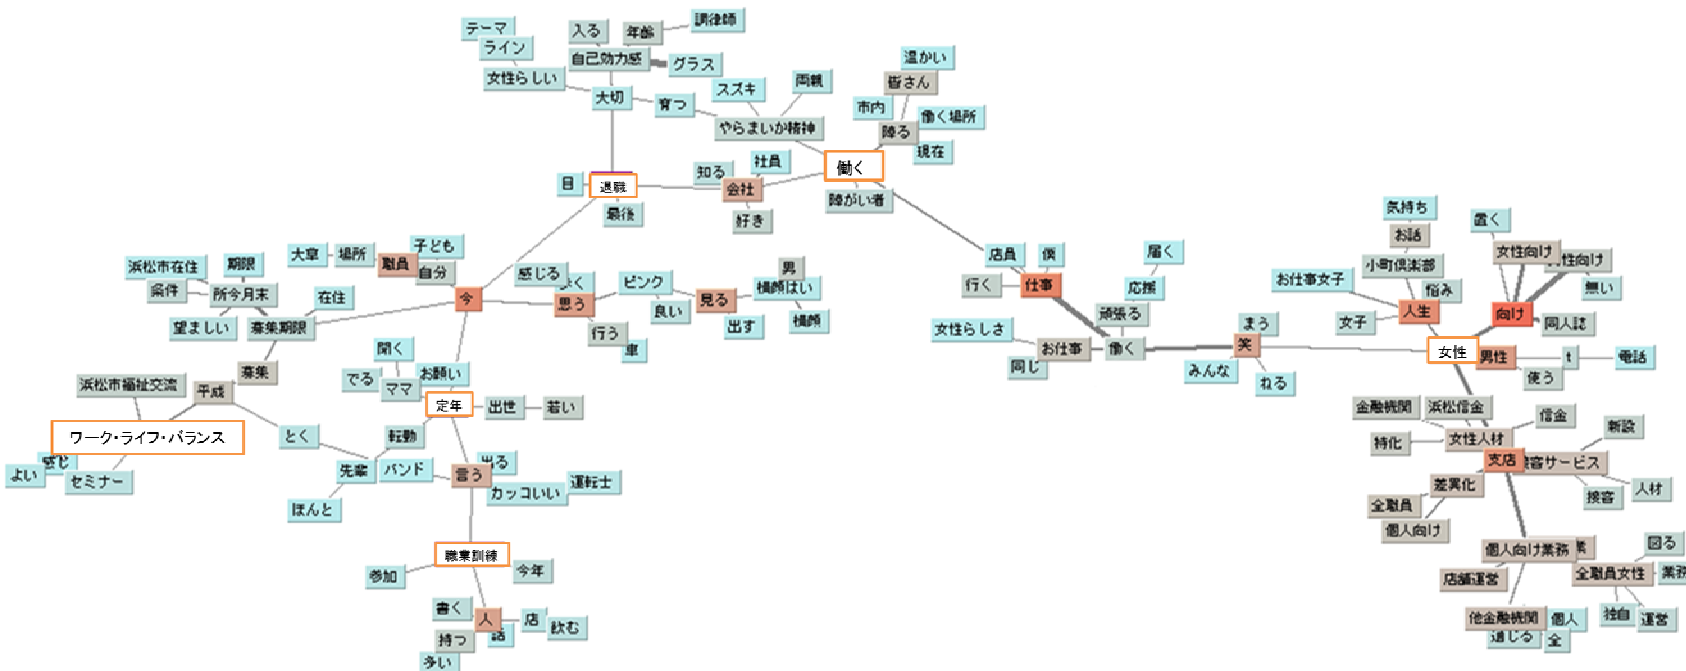 テーマ
ライン
女性らしい
入る
年齢
調律師
自己効力感
グラス
大切
育つ
スズキ
両親
やらまいか精神
温かい
皆さん
市内
働く場所
障る
現在
働く
障がい者
知る
社員
会社
好き
目
退職
最後
大草
場所
職員
子ども
自分
浜松市在住
期限
条件
所今月末
在住
望ましい
募集期限
募集
平成
浜松市福祉交流
ワーク・ライフ・バランス
感じ
よい
セミナー
とく
今
感じる
思う
行う
車
ピンク
良い
見る
出す
男
横顔はい
横顔
聞く
でる
ママ
お願い
定年
出世
若い
転勤
先輩
バンド
ほんと
言う
出る
カッコいい
運転士
職業訓練
参加
今年
書く
人
店
飲む
持つ
話
多い
店員
僕
行く
仕事
届く
応援
頑張る
女性らしさ
お仕事
同じ
働く
まう
笑
みんな
ねる
気持ち
お話
小町倶楽部
お仕事女子
悩み
女子
人生
置く
女性向け
性向け
無い
向け
同人誌
女性
男性
使う
t
電話
金融機関
浜松信金
信金
特化
女性人材
新設
支店
接客サービス
差異化
接客
人材
全職員
個人向け
個人向け業務
店舗運営
図る
全職員女性
業務
独自
運営
他金融機関
個人
通じる
全